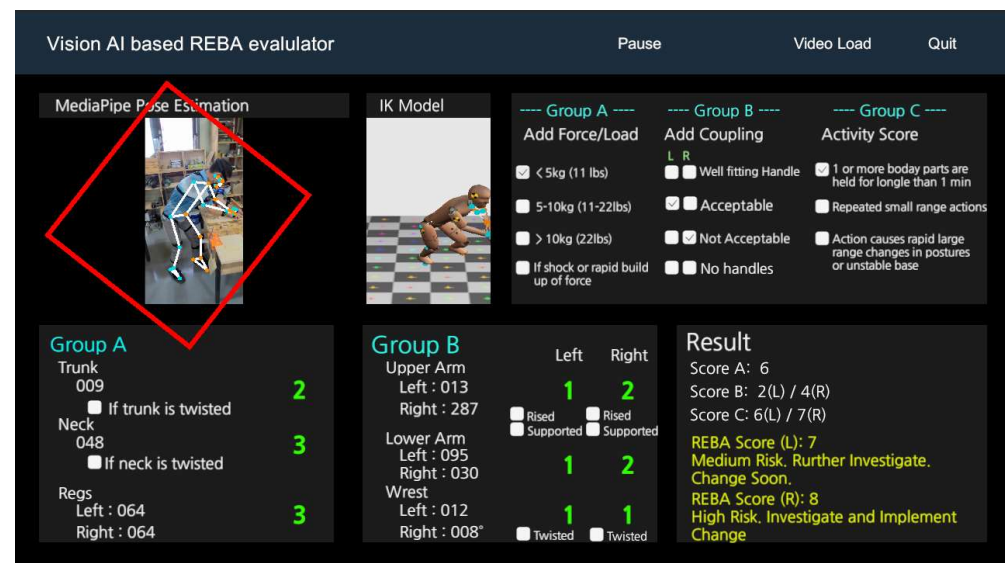 Vision AI based REBA evalulator
Pause
Video Load
Quit
MediaPipe Pose Estimation
IK Model
---- Group A ----
Add Force/Load
< 5kg (11 lbs)
5-10kg (11-22lbs)
> 10kg (22lbs)
If shock or rapid build
up of force
---- Group B ----
Add Coupling
L R
Well fitting Handle
Acceptable
Not Acceptable
No handles
---- Group C ----
Activity Score
1 or more boday parts are
held for longle than 1 min
Repeated small range actions
Action causes rapid large
range changes in postures
or unstable base
Group A
Trunk
009
2
If trunk is twisted
Neck
048
3
If neck is twisted
Regs
Left : 064
3
Right : 064
Group B
Left Right
Upper Arm
Left : 013
1 2
Right : 287
Rised Rised
Supported Supported
Lower Arm
Left : 095
1 2
Right : 030
Wrest
Left : 012
1 1
Right : 008°
Twisted Twisted
Result
Score A: 6
Score B: 2(L) / 4(R)
Score C: 6(L) / 7(R)
REBA Score (L): 7
Medium Risk. Rurther Investigate.
Change Soon.
REBA Score (R): 8
High Risk. Investigate and Implement
Change